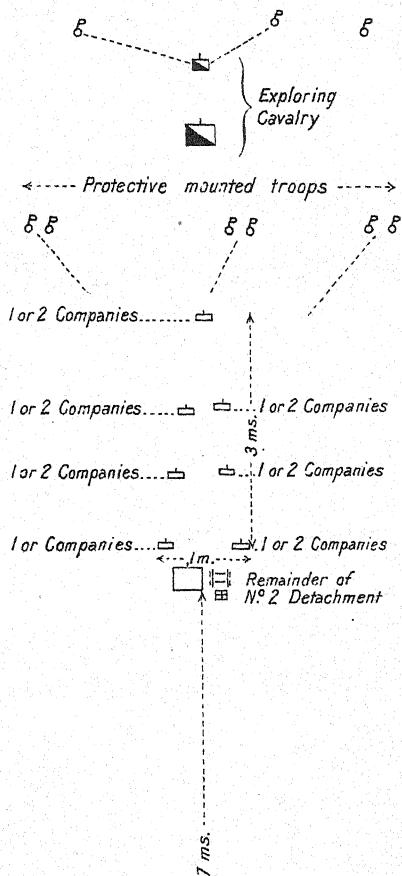 Exploring
Cavalry
Protective mounted troops
1 or 2 Companies
1 or 2 Companies
1 or 2 Companies
3 ms.
1 or 2 Companies
1 or 2 Companies
1 or Companies
1 or 2 Companies
1 m.
Remainder of
Nº 2 Detachment
7 ms.